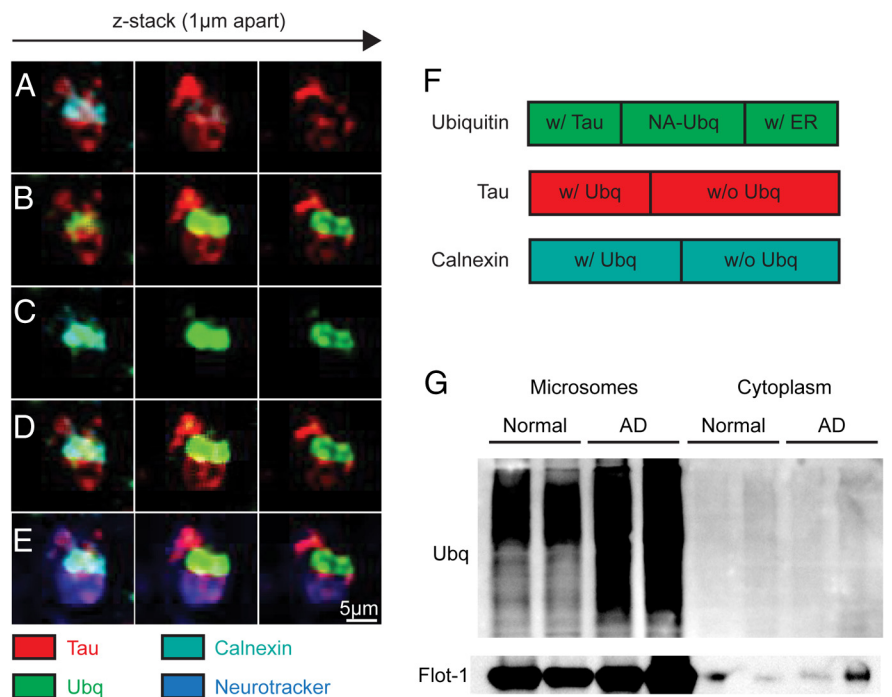 z-stack (1μm apart)
A
B
C
D
E
5μm
Tau
Calnexin
Ubq
Neurotracker
F
Ubiquitin
w/ Tau
NA-Ubq
w/ ER
Tau
w/ Ubq
w/o Ubq
Calnexin
w/ Ubq
w/o Ubq
G
Microsomes
Cytoplasm
Normal
AD
Normal
AD
Ubq
Flot-1